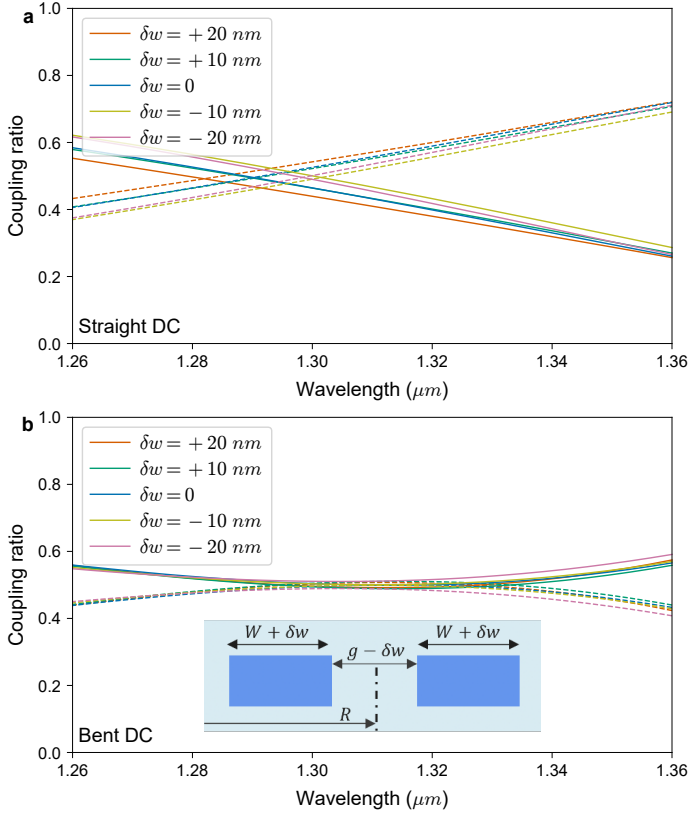 a
1.0
0.8
0.6
0.4
0.2
0.0
Coupling ratio
δw = + 20 nm
δw = + 10 nm
δw = 0
δw = − 10 nm
δw = − 20 nm
Straight DC
1.26 1.28 1.30 1.32 1.34 1.36
Wavelength (μm)
b
1.0
0.8
0.6
0.4
0.2
0.0
Coupling ratio
δw = + 20 nm
δw = + 10 nm
δw = 0
δw = − 10 nm
δw = − 20 nm
W + δw
g − δw
W + δw
R
Bent DC
1.26 1.28 1.30 1.32 1.34 1.36
Wavelength (μm)